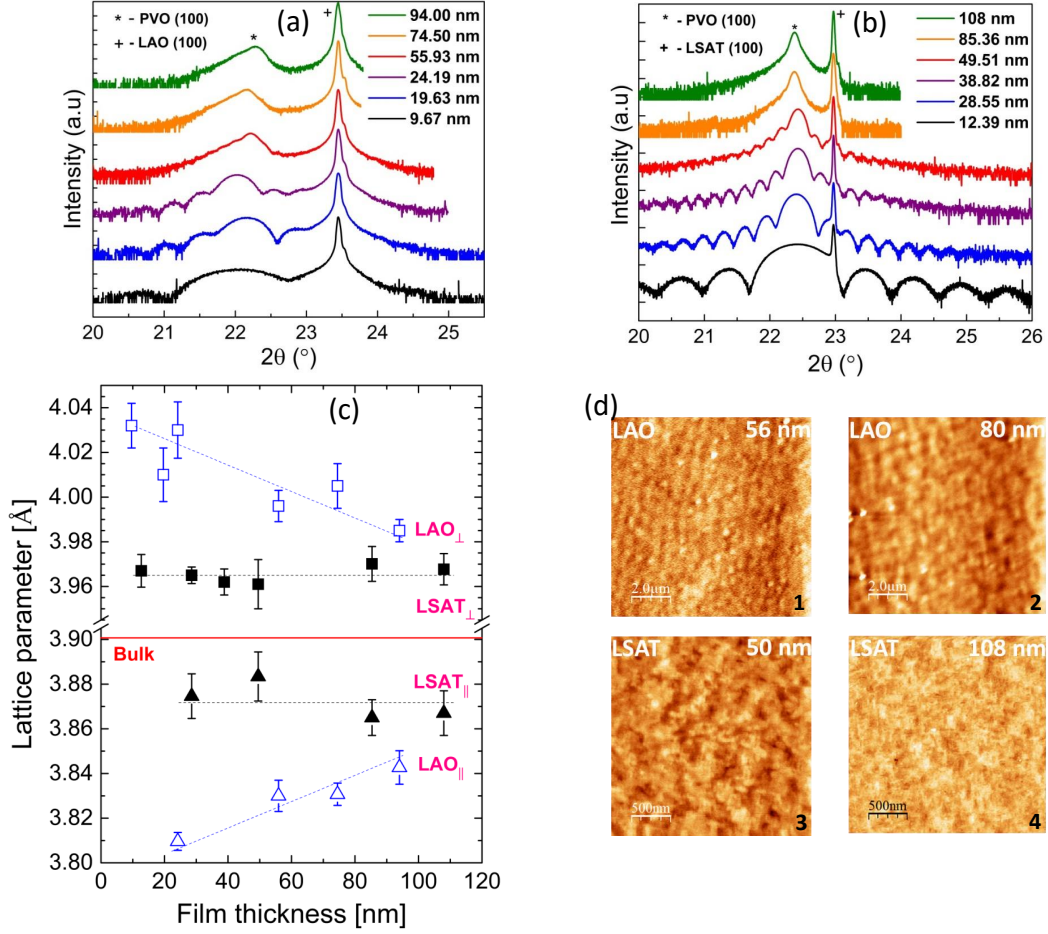 (a)
* - PVO (100)
+ - LAO (100)
*
+
94.00 nm
74.50 nm
55.93 nm
24.19 nm
19.63 nm
9.67 nm
Intensity (a.u)
20 21 22 23 24 25
2θ (°)
(b)
* - PVO (100)
+ - LSAT (100)
*
+
108 nm
85.36 nm
49.51 nm
38.82 nm
28.55 nm
12.39 nm
Intensity (a.u)
20 21 22 23 24 25 26
2θ (°)
(c)
Lattice parameter [Å]
4.04
4.02
4.00
3.98
3.96
3.90
3.88
3.86
3.84
3.82
3.80
LAO⊥
LSAT⊥
Bulk
LSAT||
LAO||
0 20 40 60 80 100 120
Film thickness [nm]
(d)
LAO 56 nm
2.0µm
1
LAO 80 nm
2.0µm
2
LSAT 50 nm
500nm
3
LSAT 108 nm
500nm
4